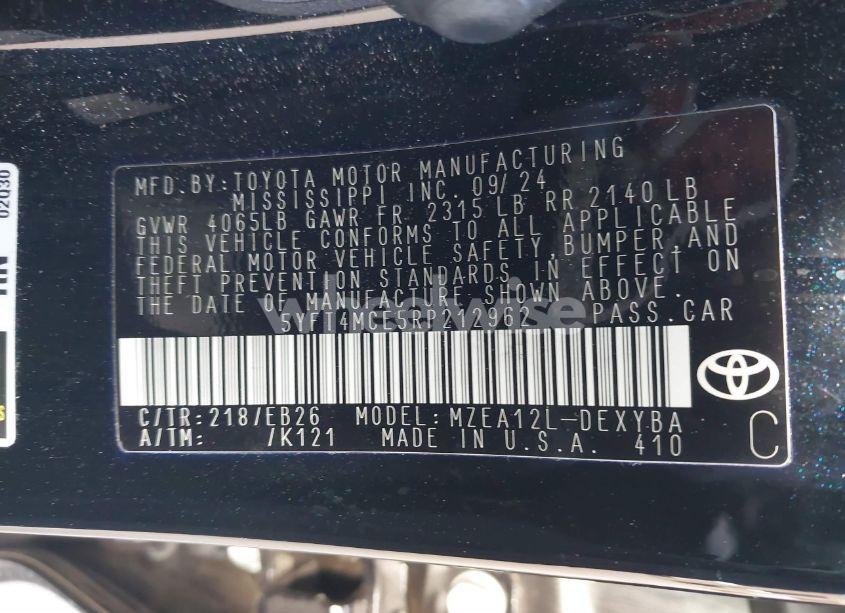 MFD BY:TOYOTA MOTOR MANUFACTURING
MISSISSIPPI INC. 09/24
GVWR 4065LB GAWR FR 2315 LB RR 2140 LB
THIS VEHICLE CONFORMS TO ALL APPLICABLE
FEDERAL MOTOR VEHICLE SAFETY,BUMPER,AND
THEFT PREVENTION STANDARDS IN EFFECT ON
THE DATE OF MANUFACTURE SHOWN ABOVE.
PASS.CAR
C/TR:218/EB26 MODEL:MZEA12L-DEXYBA
A/TM: /K121 MADE IN U.S.A. 410
C
02030